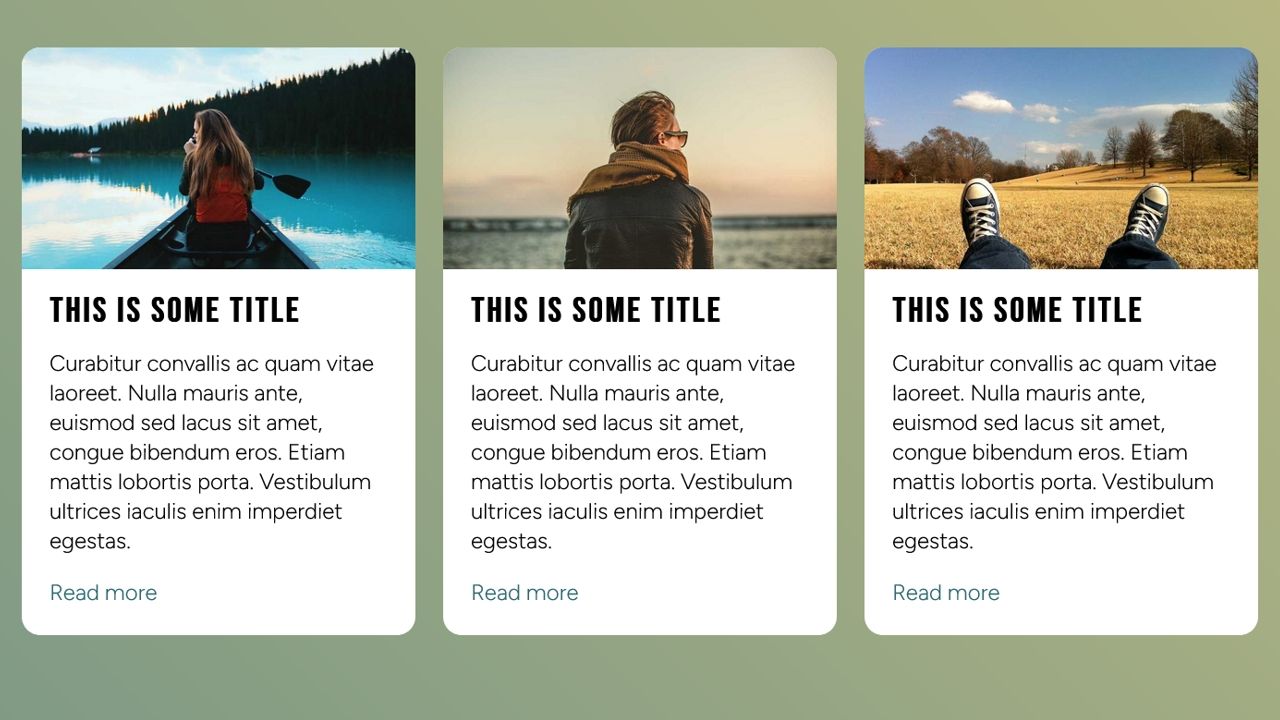 THIS IS SOME TITLE
Curabitur convallis ac quam vitae
laoreet. Nulla mauris ante,
euismod sed lacus sit amet,
congue bibendum eros. Etiam
mattis lobortis porta. Vestibulum
ultrices iaculis enim imperdiet
egestas.
Read more
THIS IS SOME TITLE
Curabitur convallis ac quam vitae
laoreet. Nulla mauris ante,
euismod sed lacus sit amet,
congue bibendum eros. Etiam
mattis lobortis porta. Vestibulum
ultrices iaculis enim imperdiet
egestas.
Read more
THIS IS SOME TITLE
Curabitur convallis ac quam vitae
laoreet. Nulla mauris ante,
euismod sed lacus sit amet,
congue bibendum eros. Etiam
mattis lobortis porta. Vestibulum
ultrices iaculis enim imperdiet
egestas.
Read more